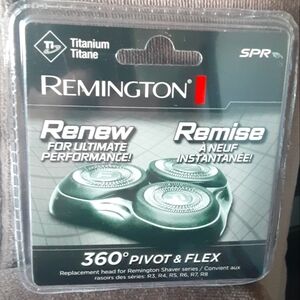 Ti
Titanium
Titane
SPR
REMINGTON®
Renew
FOR ULTIMATE
PERFORMANCE!
Remise
À NEUF
INSTANTANÉE!
360° PIVOT & FLEX
Replacement head for Remington Shaver series / Convient aux
rasoirs des séries: R3, R4, R5, R6, R7, R8